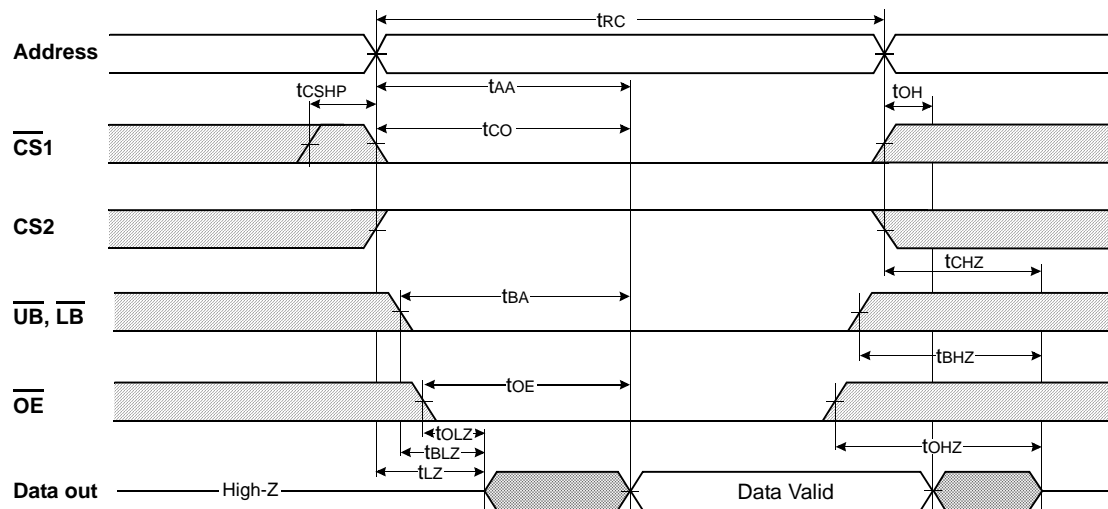 tRC
Address
tCSHP
tAA
tOH
tCO
CS1
CS2
tCHZ
tBA
UB, LB
tBHZ
tOE
OE
tOLZ
tBLZ
tOHZ
tLZ
Data out
High-Z
Data Valid